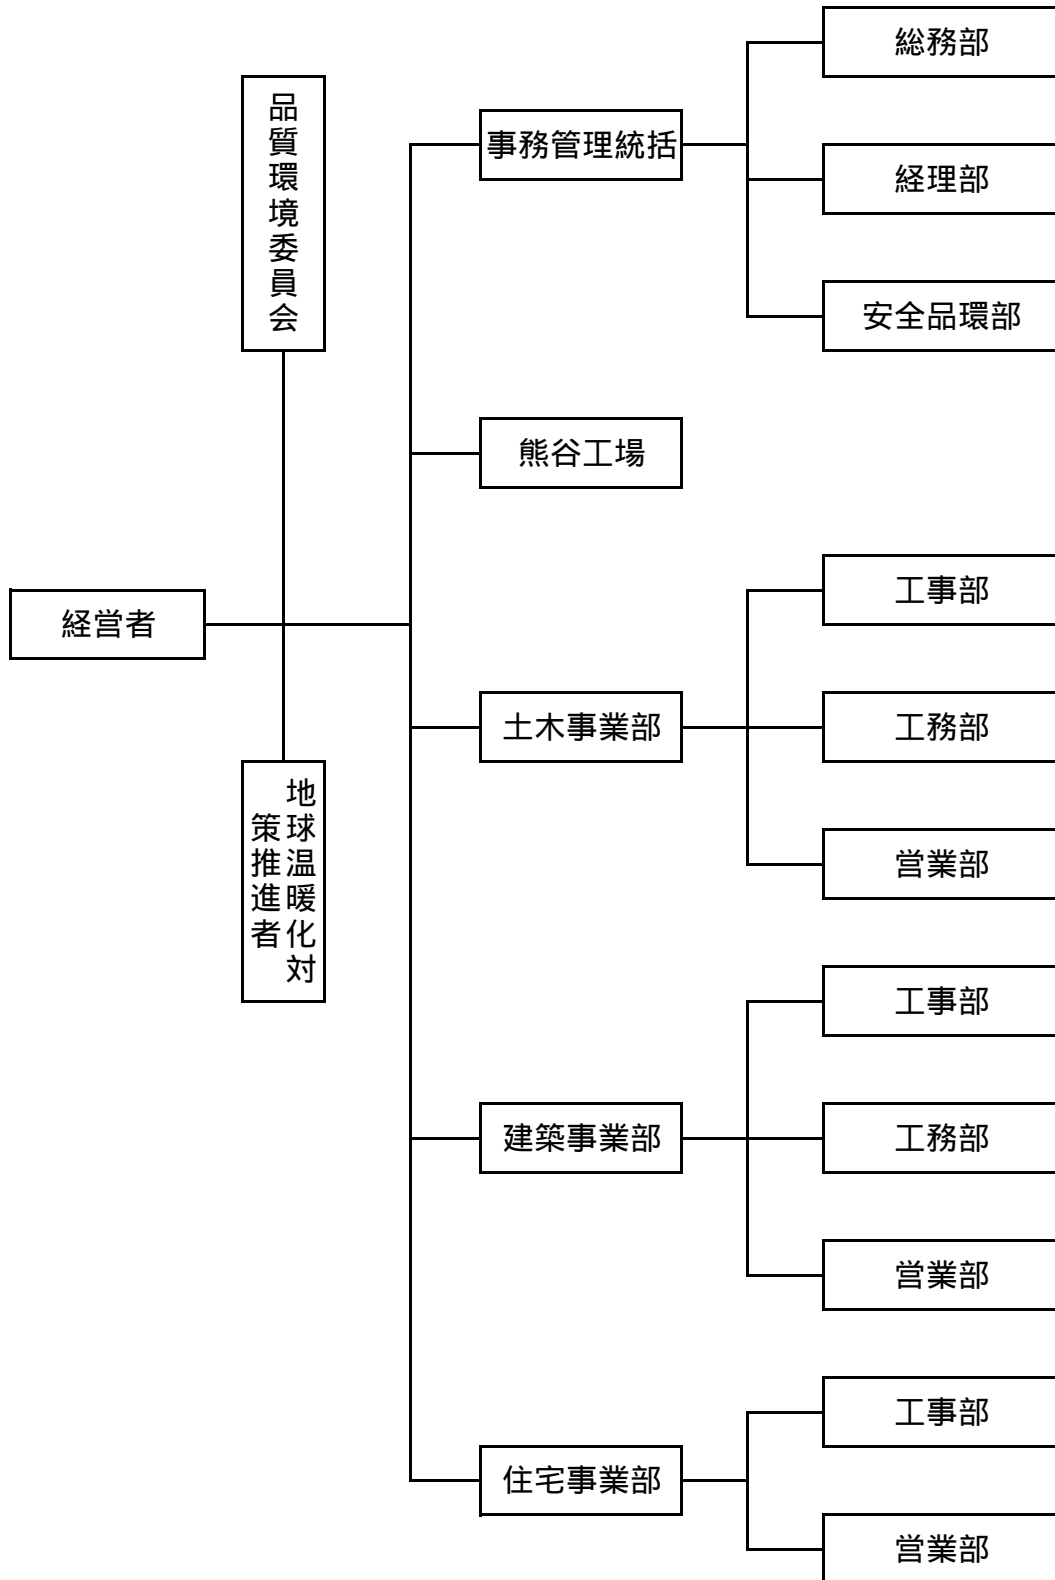 総務部
品質環境委員会
事務管理統括
経理部
安全品環部
熊谷工場
工事部
経営者
土木事業部
工務部
地球温暖化対
策推進者
営業部
工事部
建築事業部
工務部
営業部
工事部
住宅事業部
営業部